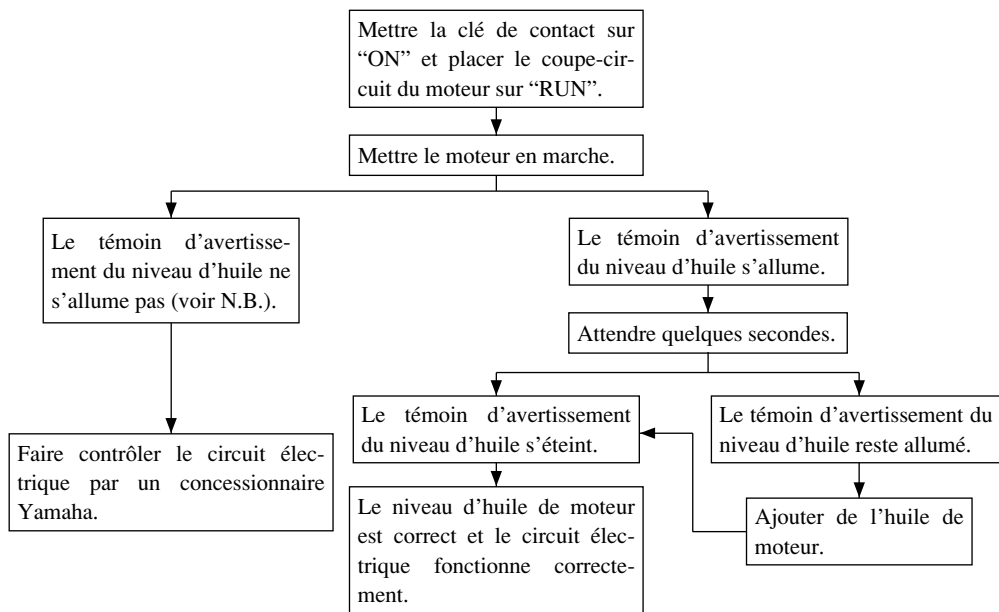 Mettre la clé de contact sur
“ON” et placer le coupe-cir-
cuit du moteur sur “RUN”.
Mettre le moteur en marche.
Le témoin d’avertisse-
ment du niveau d’huile ne
s’allume pas (voir N.B.).
Le témoin d’avertissement
du niveau d’huile s’allume.
Attendre quelques secondes.
Le témoin d’avertissement
du niveau d’huile s’éteint.
Le témoin d’avertissement du
niveau d’huile reste allumé.
Faire contrôler le circuit élec-
trique par un concessionnaire
Yamaha.
Le niveau d’huile de moteur
est correct et le circuit élec-
trique fonctionne correcte-
ment.
Ajouter de l’huile de
moteur.